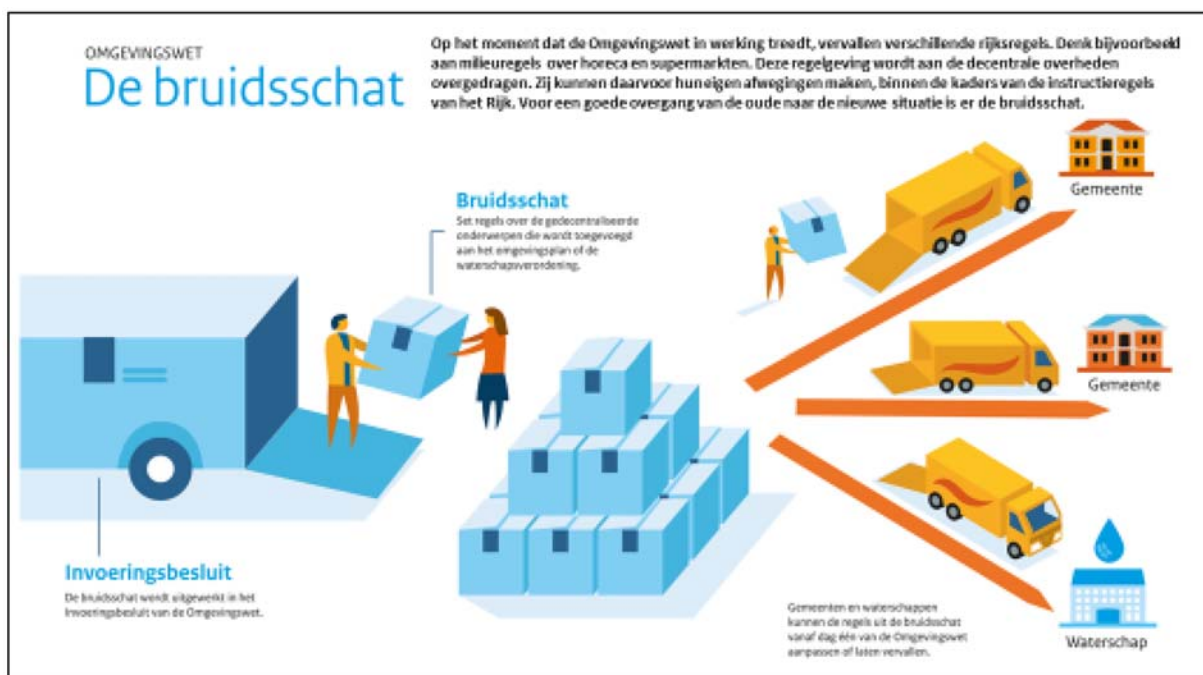 OMGEVINGSWET
De bruidsschat
Op het moment dat de Omgevingswet in werking treedt, vervallen verschillende rijksregels. Denk bijvoorbeeld
aan milieuregels over horeca en supermarkten. Deze regelgeving wordt aan de decentrale overheden
overgedragen. Zij kunnen daarvoor hun eigen afwegingen maken, binnen de kaders van de instructieregels
van het Rijk. Voor een goede overgang van de oude naar de nieuwe situatie is er de bruidsschat.
Bruidsschat
Set regels over de gedecentraliseerde
onderwerpen die wordt toegevoegd
aan het omgevingsplan of de
waterschapsverordening.
Gemeente
Gemeente
Invoeringsbesluit
De bruidsschat wordt uitgewerkt in het
Invoeringsbesluit van de Omgevingswet.
Gemeenten en waterschappen
kunnen de regels uit de bruidsschat
vanaf dag één van de Omgevingswet
aanpassen of laten vervallen.
Waterschap